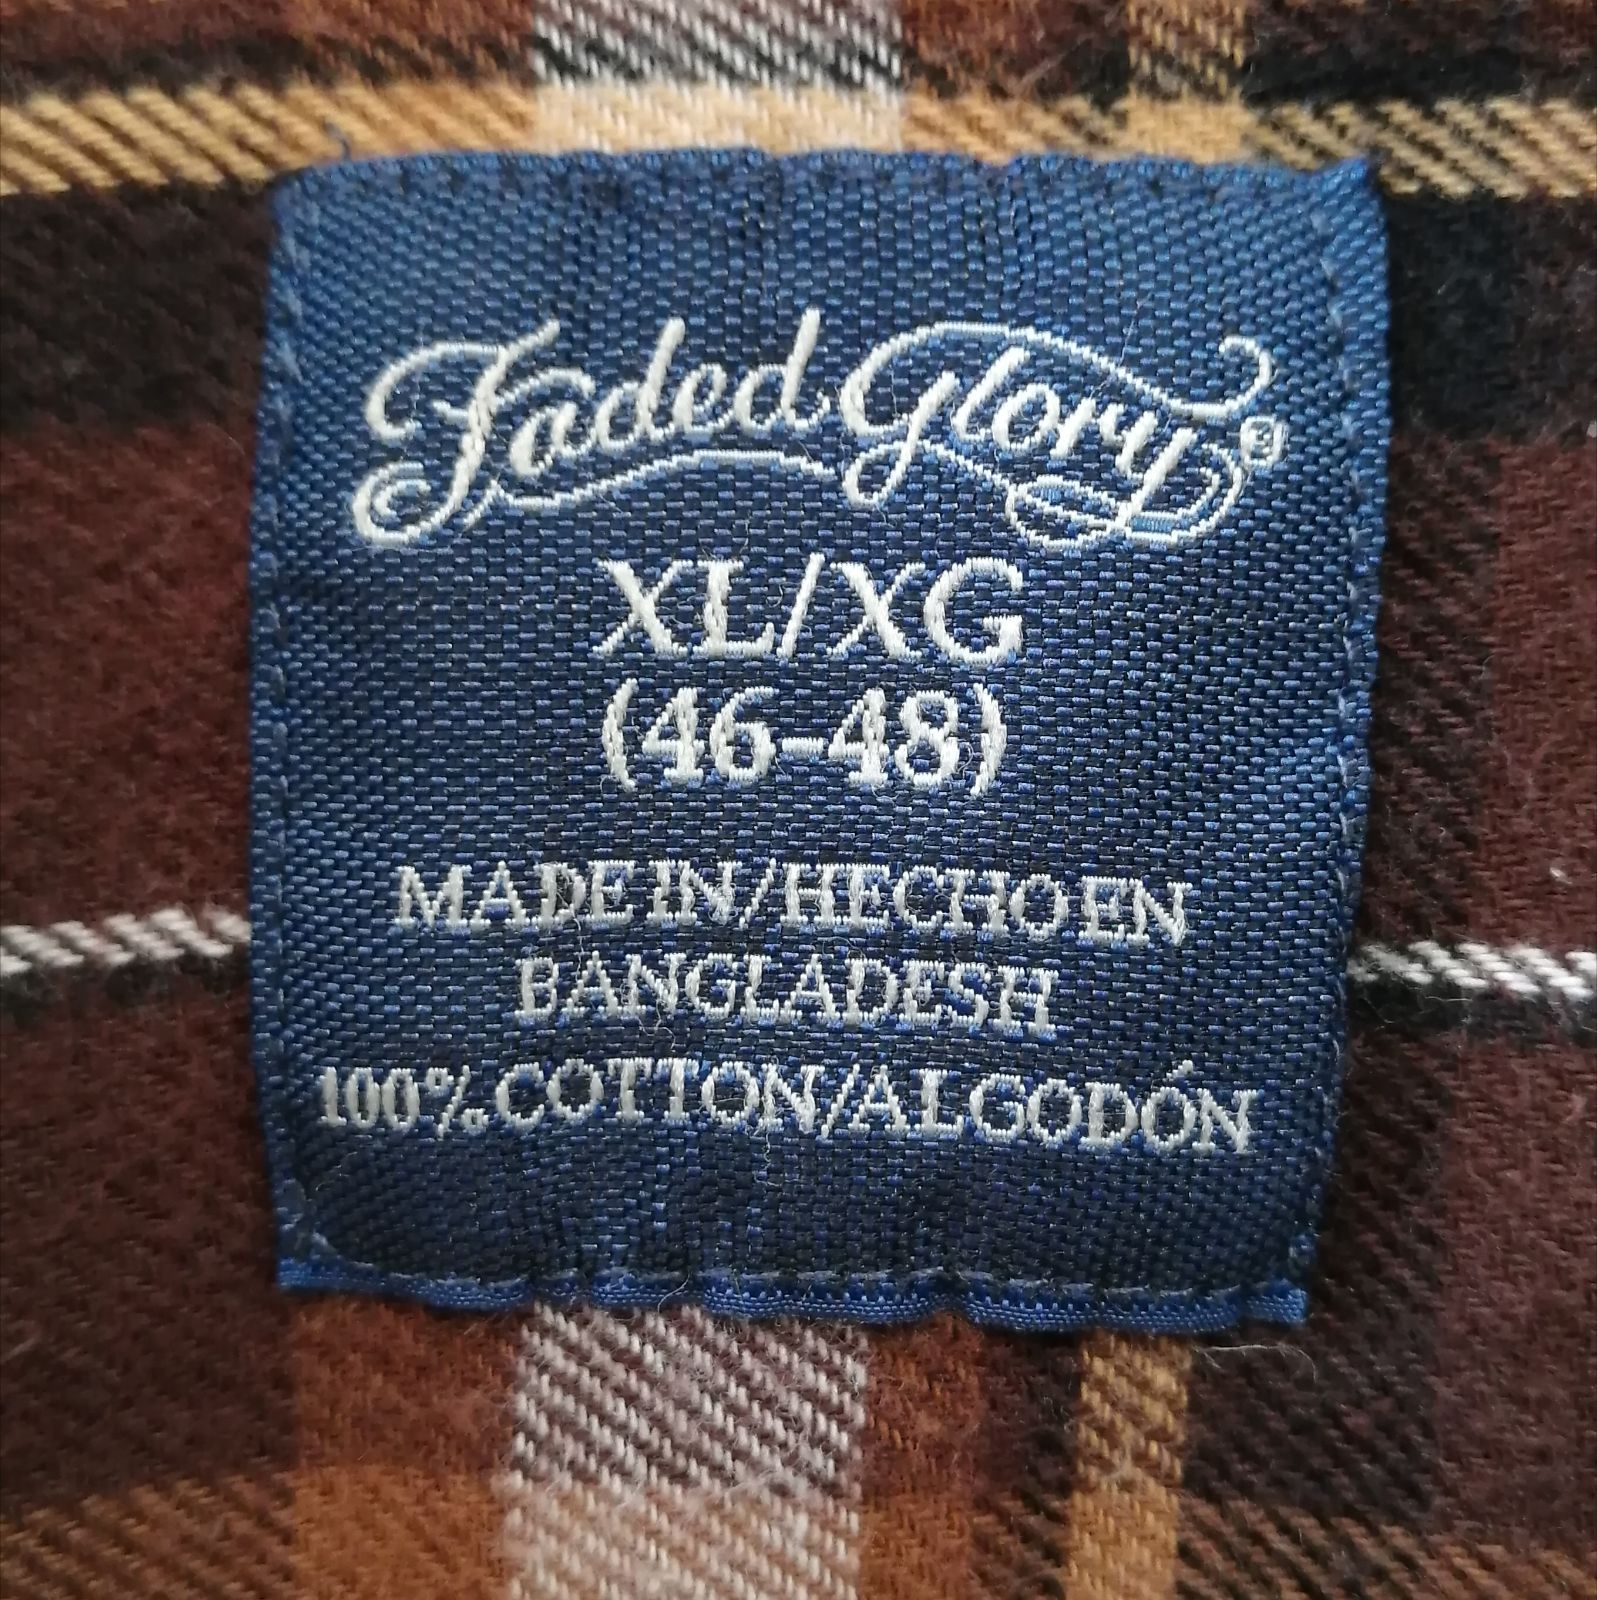 Faded Glory®
XL/XG
(46-48)
MADE IN/HECHO EN
BANGLADESH
100% COTTON/ALGODÓN